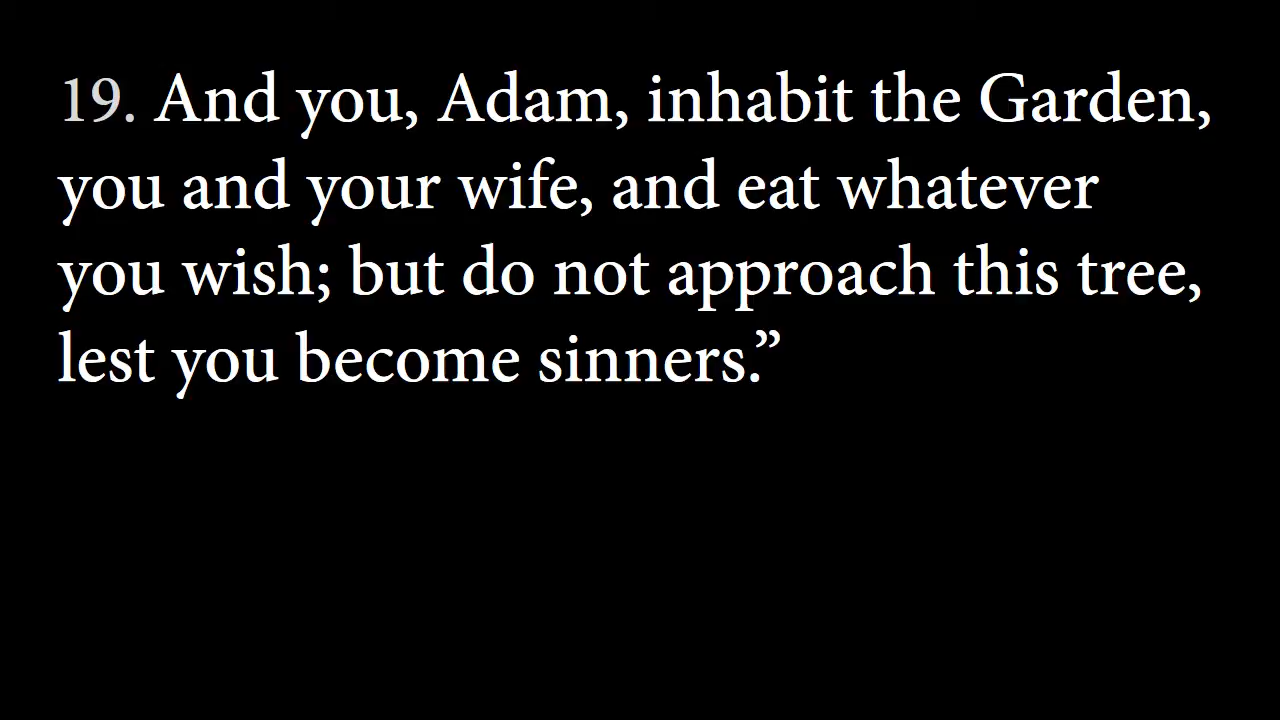 19. And you, Adam, inhabit the Garden,
you and your wife, and eat whatever
you wish; but do not approach this tree,
lest you become sinners.”